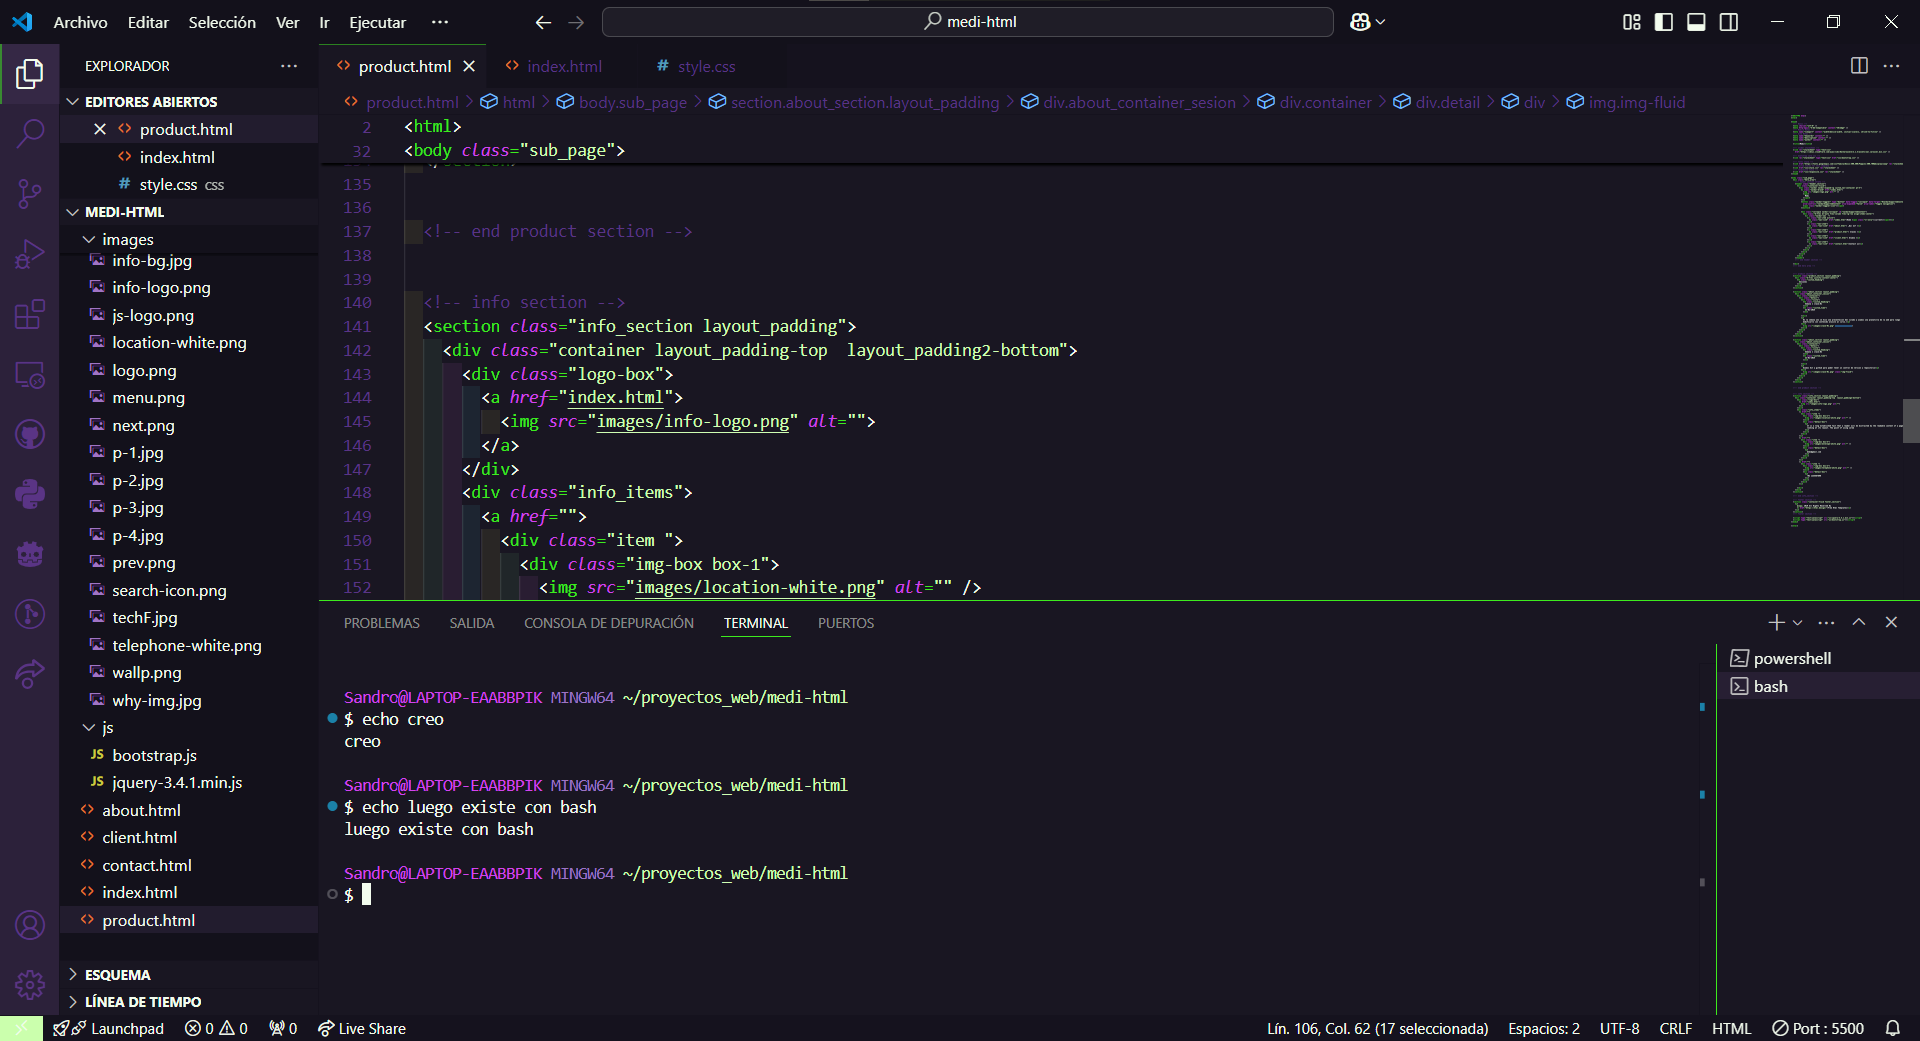 Archivo Editar Selección Ver Ir Ejecutar ··· medi-html
EXPLORADOR ···
EDITORES ABIERTOS
product.html
index.html
style.css css
MEDI-HTML
images
info-bg.jpg
info-logo.png
js-logo.png
location-white.png
logo.png
menu.png
next.png
p-1.jpg
p-2.jpg
p-3.jpg
p-4.jpg
prev.png
search-icon.png
techF.jpg
telephone-white.png
wallp.png
why-img.jpg
js
JS bootstrap.js
JS jquery-3.4.1.min.js
about.html
client.html
contact.html
index.html
product.html
ESQUEMA
LÍNEA DE TIEMPO
product.html index.html # style.css
product.html > html > body.sub_page > section.about_section.layout_padding > div.about_container_sesion > div.container > div.detail > div > img.img-fluid
2 <html>
32 <body class="sub_page">
135
136
137 <!-- end product section -->
138
139
140 <!-- info section -->
141 <section class="info_section layout_padding">
142 <div class="container layout_padding-top  layout_padding2-bottom">
143 <div class="logo-box">
144 <a href="index.html">
145 <img src="images/info-logo.png" alt="">
146 </a>
147 </div>
148 <div class="info_items">
149 <a href="">
150 <div class="item ">
151 <div class="img-box box-1">
152 <img src="images/location-white.png" alt="" />
PROBLEMAS SALIDA CONSOLA DE DEPURACIÓN TERMINAL PUERTOS
Sandro@LAPTOP-EAABBPIK MINGW64 ~/proyectos_web/medi-html
$ echo creo
creo
Sandro@LAPTOP-EAABBPIK MINGW64 ~/proyectos_web/medi-html
$ echo luego existe con bash
luego existe con bash
Sandro@LAPTOP-EAABBPIK MINGW64 ~/proyectos_web/medi-html
$
powershell
bash
Launchpad 0 0 0 Live Share Lín. 106, Col. 62 (17 seleccionada) Espacios: 2 UTF-8 CRLF HTML Port : 5500